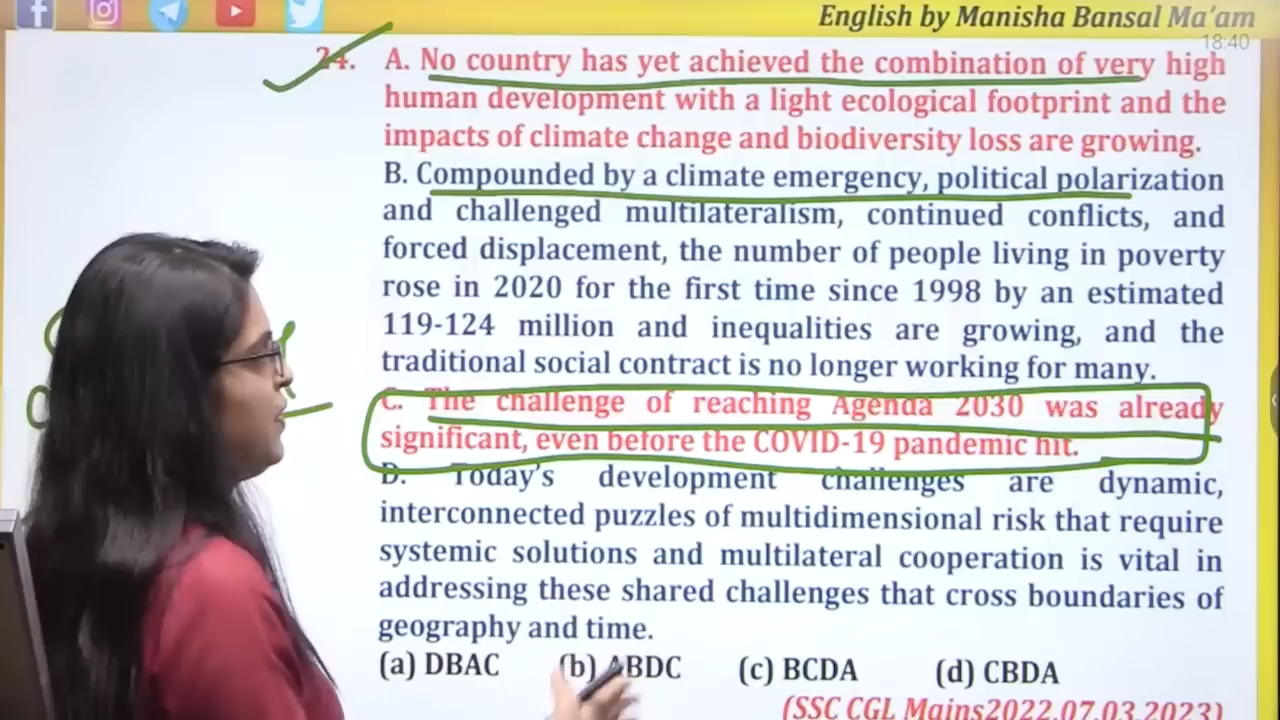 English by Manisha Bansal Ma'am
18:40
24. A. No country has yet achieved the combination of very high
human development with a light ecological footprint and the
impacts of climate change and biodiversity loss are growing.
B. Compounded by a climate emergency, political polarization
and challenged multilateralism, continued conflicts, and
forced displacement, the number of people living in poverty
rose in 2020 for the first time since 1998 by an estimated
119-124 million and inequalities are growing, and the
traditional social contract is no longer working for many.
C. The challenge of reaching Agenda 2030 was already
significant, even before the COVID-19 pandemic hit.
D. Today's development challenges are dynamic,
interconnected puzzles of multidimensional risk that require
systemic solutions and multilateral cooperation is vital in
addressing these shared challenges that cross boundaries of
geography and time.
(a) DBAC (b) ABDC (c) BCDA (d) CBDA
(SSC CGL Mains2022,07.03.2023)